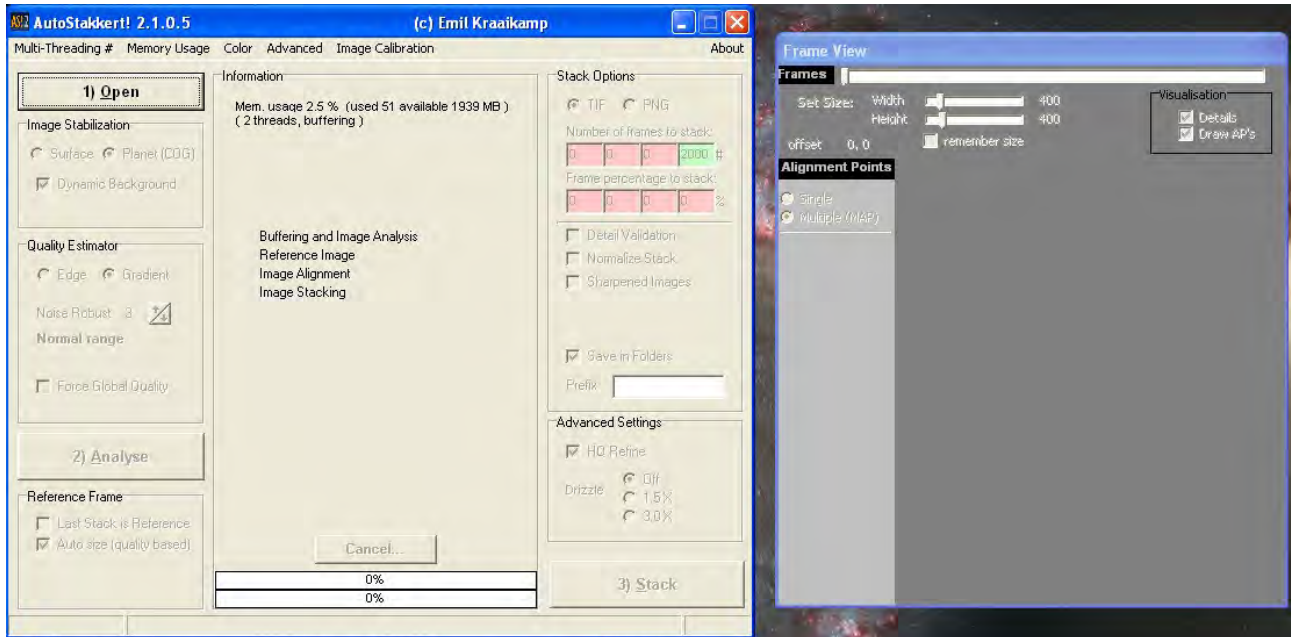 AS!2 AutoStakkert! 2.1.0.5 (c) Emil Kraaikamp
Multi-Threading # Memory Usage Color Advanced Image Calibration About
1) Open
Image Stabilization
Surface Planet (COG)
Dynamic Background
Quality Estimator
Edge Gradient
Noise Robust 3
Normal range
Force Global Quality
2) Analyse
Reference Frame
Last Stack is Reference
Auto size (quality based)
Information
Mem. usage 2.5 % (used 51 available 1939 MB )
( 2 threads, buffering )
Buffering and Image Analysis
Reference Image
Image Alignment
Image Stacking
Cancel...
0%
0%
Stack Options
TIF PNG
Number of frames to stack:
0 0 0 2000 #
Frame percentage to stack:
0 0 0 0 %
Detail Validation
Normalize Stack
Sharpened Images
Save in Folders
Prefix
Advanced Settings
HQ Refine
Drizzle Off
1.5X
3.0X
3) Stack
Frame View
Frames
Set Size: Width 400
Height 400
offset 0, 0 remember size
Visualisation
Details
Draw AP's
Alignment Points
Single
Multiple (MAP)